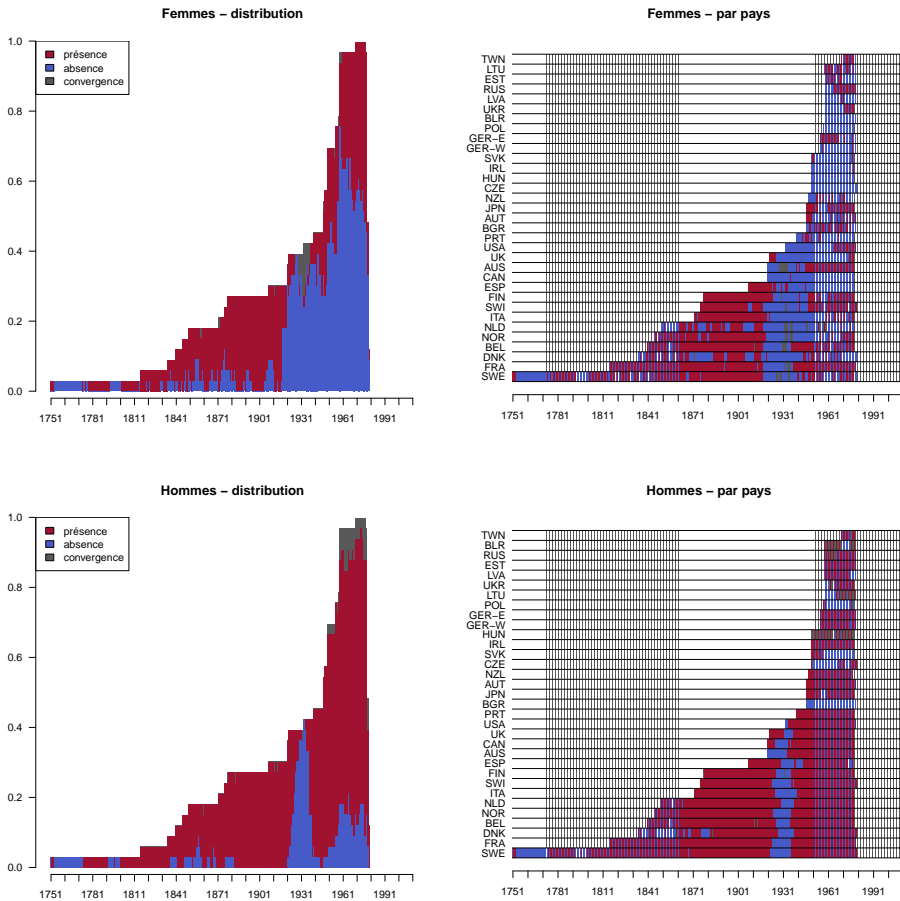 Femmes – distribution
1.0
0.8
0.6
0.4
0.2
0.0
présence
absence
convergence
1751 1781 1811 1841 1871 1901 1931 1961 1991
Femmes – par pays
TWN
LTU
EST
RUS
LVA
UKR
BLR
POL
GER–E
GER–W
SVK
IRL
HUN
CZE
NZL
JPN
AUT
BGR
PRT
USA
UK
AUS
CAN
ESP
FIN
SWI
ITA
NLD
NOR
BEL
DNK
FRA
SWE
1751 1781 1811 1841 1871 1901 1931 1961 1991
Hommes – distribution
1.0
0.8
0.6
0.4
0.2
0.0
présence
absence
convergence
1751 1781 1811 1841 1871 1901 1931 1961 1991
Hommes – par pays
TWN
BLR
RUS
EST
LVA
UKR
LTU
POL
GER–E
GER–W
HUN
IRL
SVK
CZE
NZL
AUT
JPN
BGR
PRT
USA
UK
CAN
AUS
ESP
FIN
SWI
ITA
NLD
NOR
BEL
DNK
FRA
SWE
1751 1781 1811 1841 1871 1901 1931 1961 1991